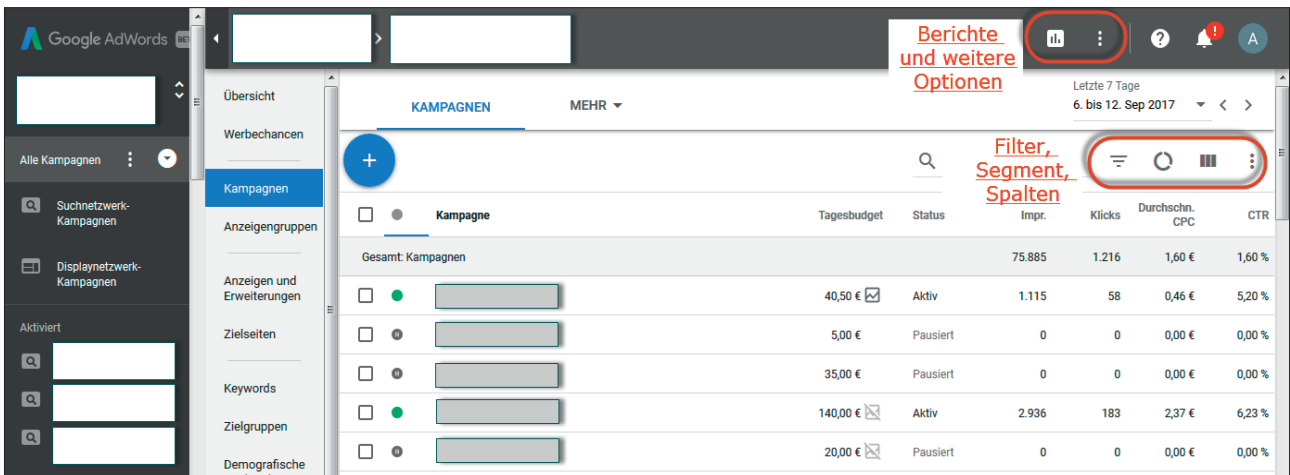 Google AdWords BETA
Alle Kampagnen
Suchnetzwerk-
Kampagnen
Displaynetzwerk-
Kampagnen
Aktiviert
Übersicht
Werbechancen
Kampagnen
Anzeigengruppen
Anzeigen und
Erweiterungen
Zielseiten
Keywords
Zielgruppen
Demografische
Berichte
und weitere
Optionen
! A
KAMPAGNEN MEHR
Letzte 7 Tage
6. bis 12. Sep 2017
Filter,
Segment,
Spalten
Kampagne Tagesbudget Status Impr. Klicks Durchschn. CTR
CPC
Gesamt: Kampagnen 75.885 1.216 1,60 € 1,60 %
40,50 € Aktiv 1.115 58 0,46 € 5,20 %
5,00 € Pausiert 0 0 0,00 € 0,00 %
35,00 € Pausiert 0 0 0,00 € 0,00 %
140,00 € Aktiv 2.936 183 2,37 € 6,23 %
20,00 € Pausiert 0 0 0,00 € 0,00 %